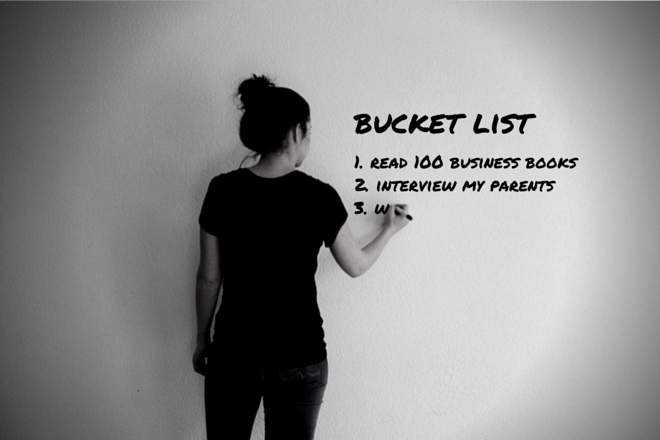 BUCKET LIST
1. READ 100 BUSINESS BOOKS
2. INTERVIEW MY PARENTS
3. W